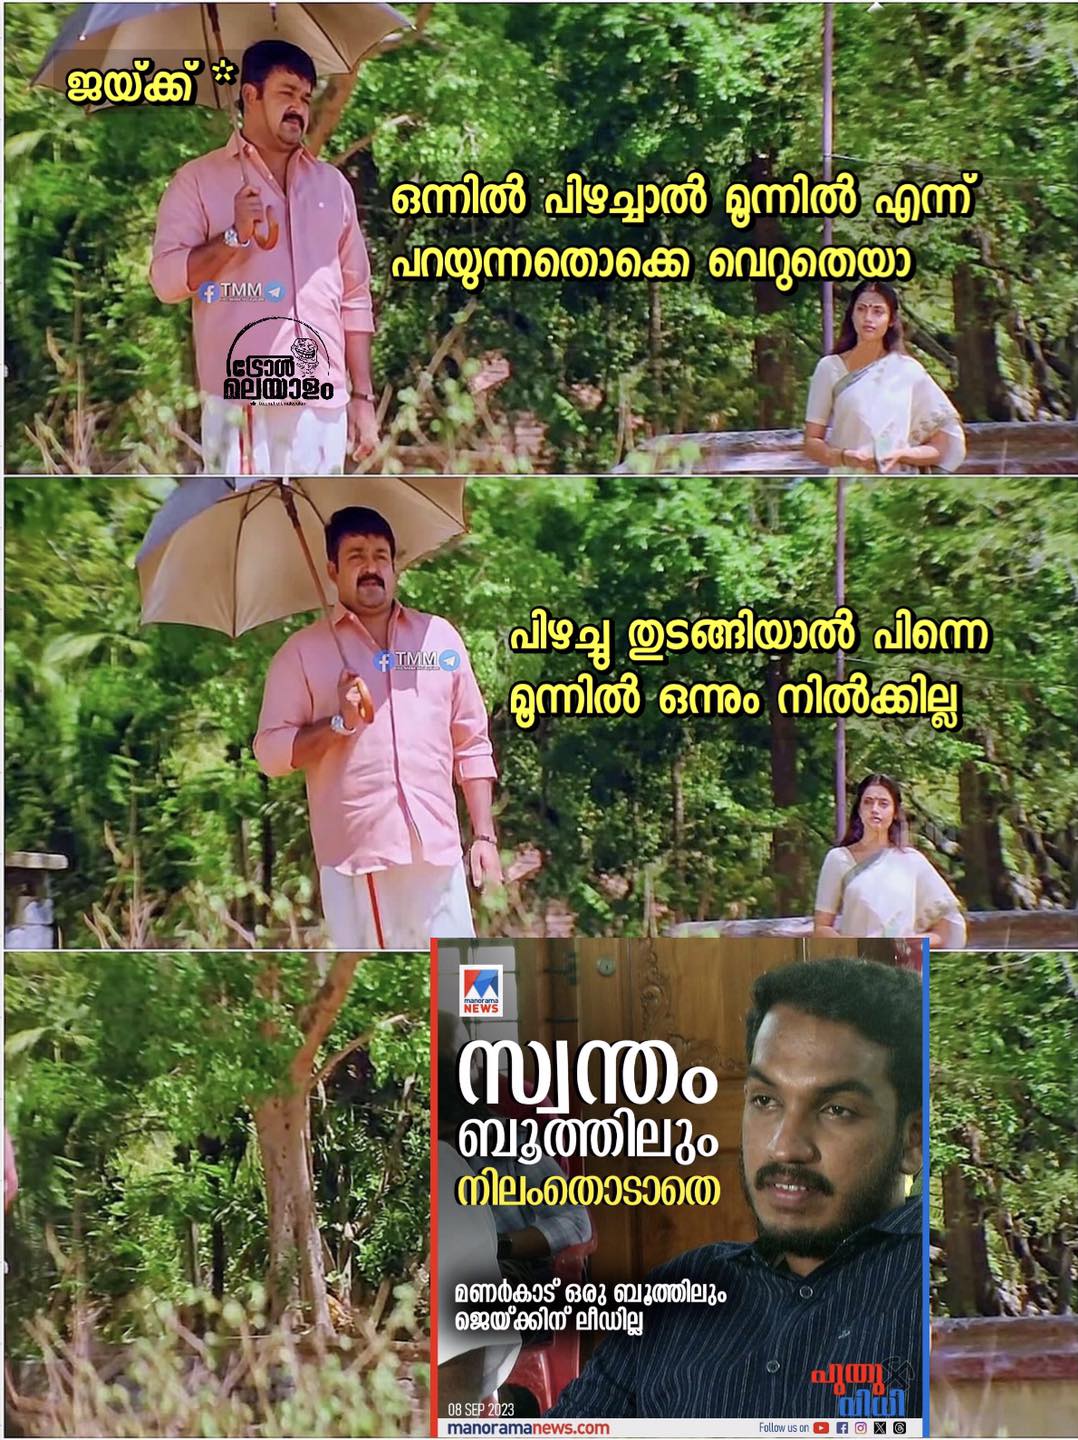 ജയ്ക്ക് *
ഒന്നിൽ പിഴച്ചാൽ മൂന്നിൽ എന്ന്
പറയുന്നതൊക്കെ വെറുതെയാ
TMM
ട്രോൾ
മലയാളം
പിഴച്ചു തുടങ്ങിയാൽ പിന്നെ
മൂന്നിൽ ഒന്നും നിൽക്കില്ല
TMM
manorama
NEWS
സ്വന്തം
ബൂത്തിലും
നിലംതൊടാതെ
മണർകാട് ഒരു ബൂത്തിലും
ജെയ്ക്കിന് ലീഡില്ല
പുതു
വിധി
08 SEP 2023
manoramanews.com
Follow us on